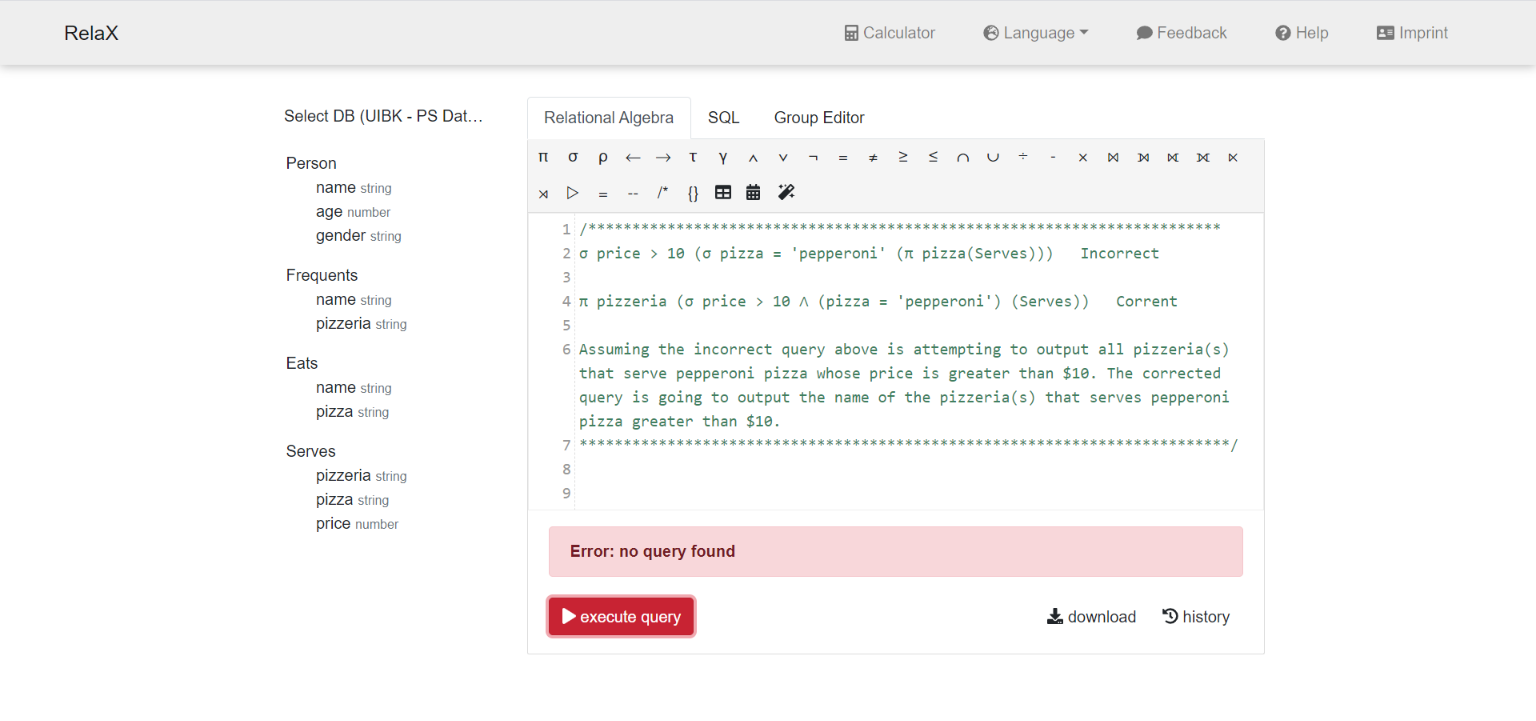 RelaX
Calculator
Language
Feedback
Help
Imprint
Select DB (UIBK - PS Dat…
Person
name string
age number
gender string
Frequents
name string
pizzeria string
Eats
name string
pizza string
Serves
pizzeria string
pizza string
price number
Relational Algebra
SQL
Group Editor
π σ ρ ← → τ γ ∧ ∨ ¬ = ≠ ≥ ≤ ∩ ∪ ÷ - ⨯ ⨝ ⟕ ⟖ ⟗ ⋉
⋊ ▷ = -- /* {}
1 /************************************************************************
2 σ price > 10 (σ pizza = 'pepperoni' (π pizza(Serves))) Incorrect
3
4 π pizzeria (σ price > 10 ∧ (pizza = 'pepperoni') (Serves)) Corrent
5
6 Assuming the incorrect query above is attempting to output all pizzeria(s)
that serve pepperoni pizza whose price is greater than $10. The corrected
query is going to output the name of the pizzeria(s) that serves pepperoni
pizza greater than $10.
7 **************************************************************************/
8
9
Error: no query found
execute query
download
history